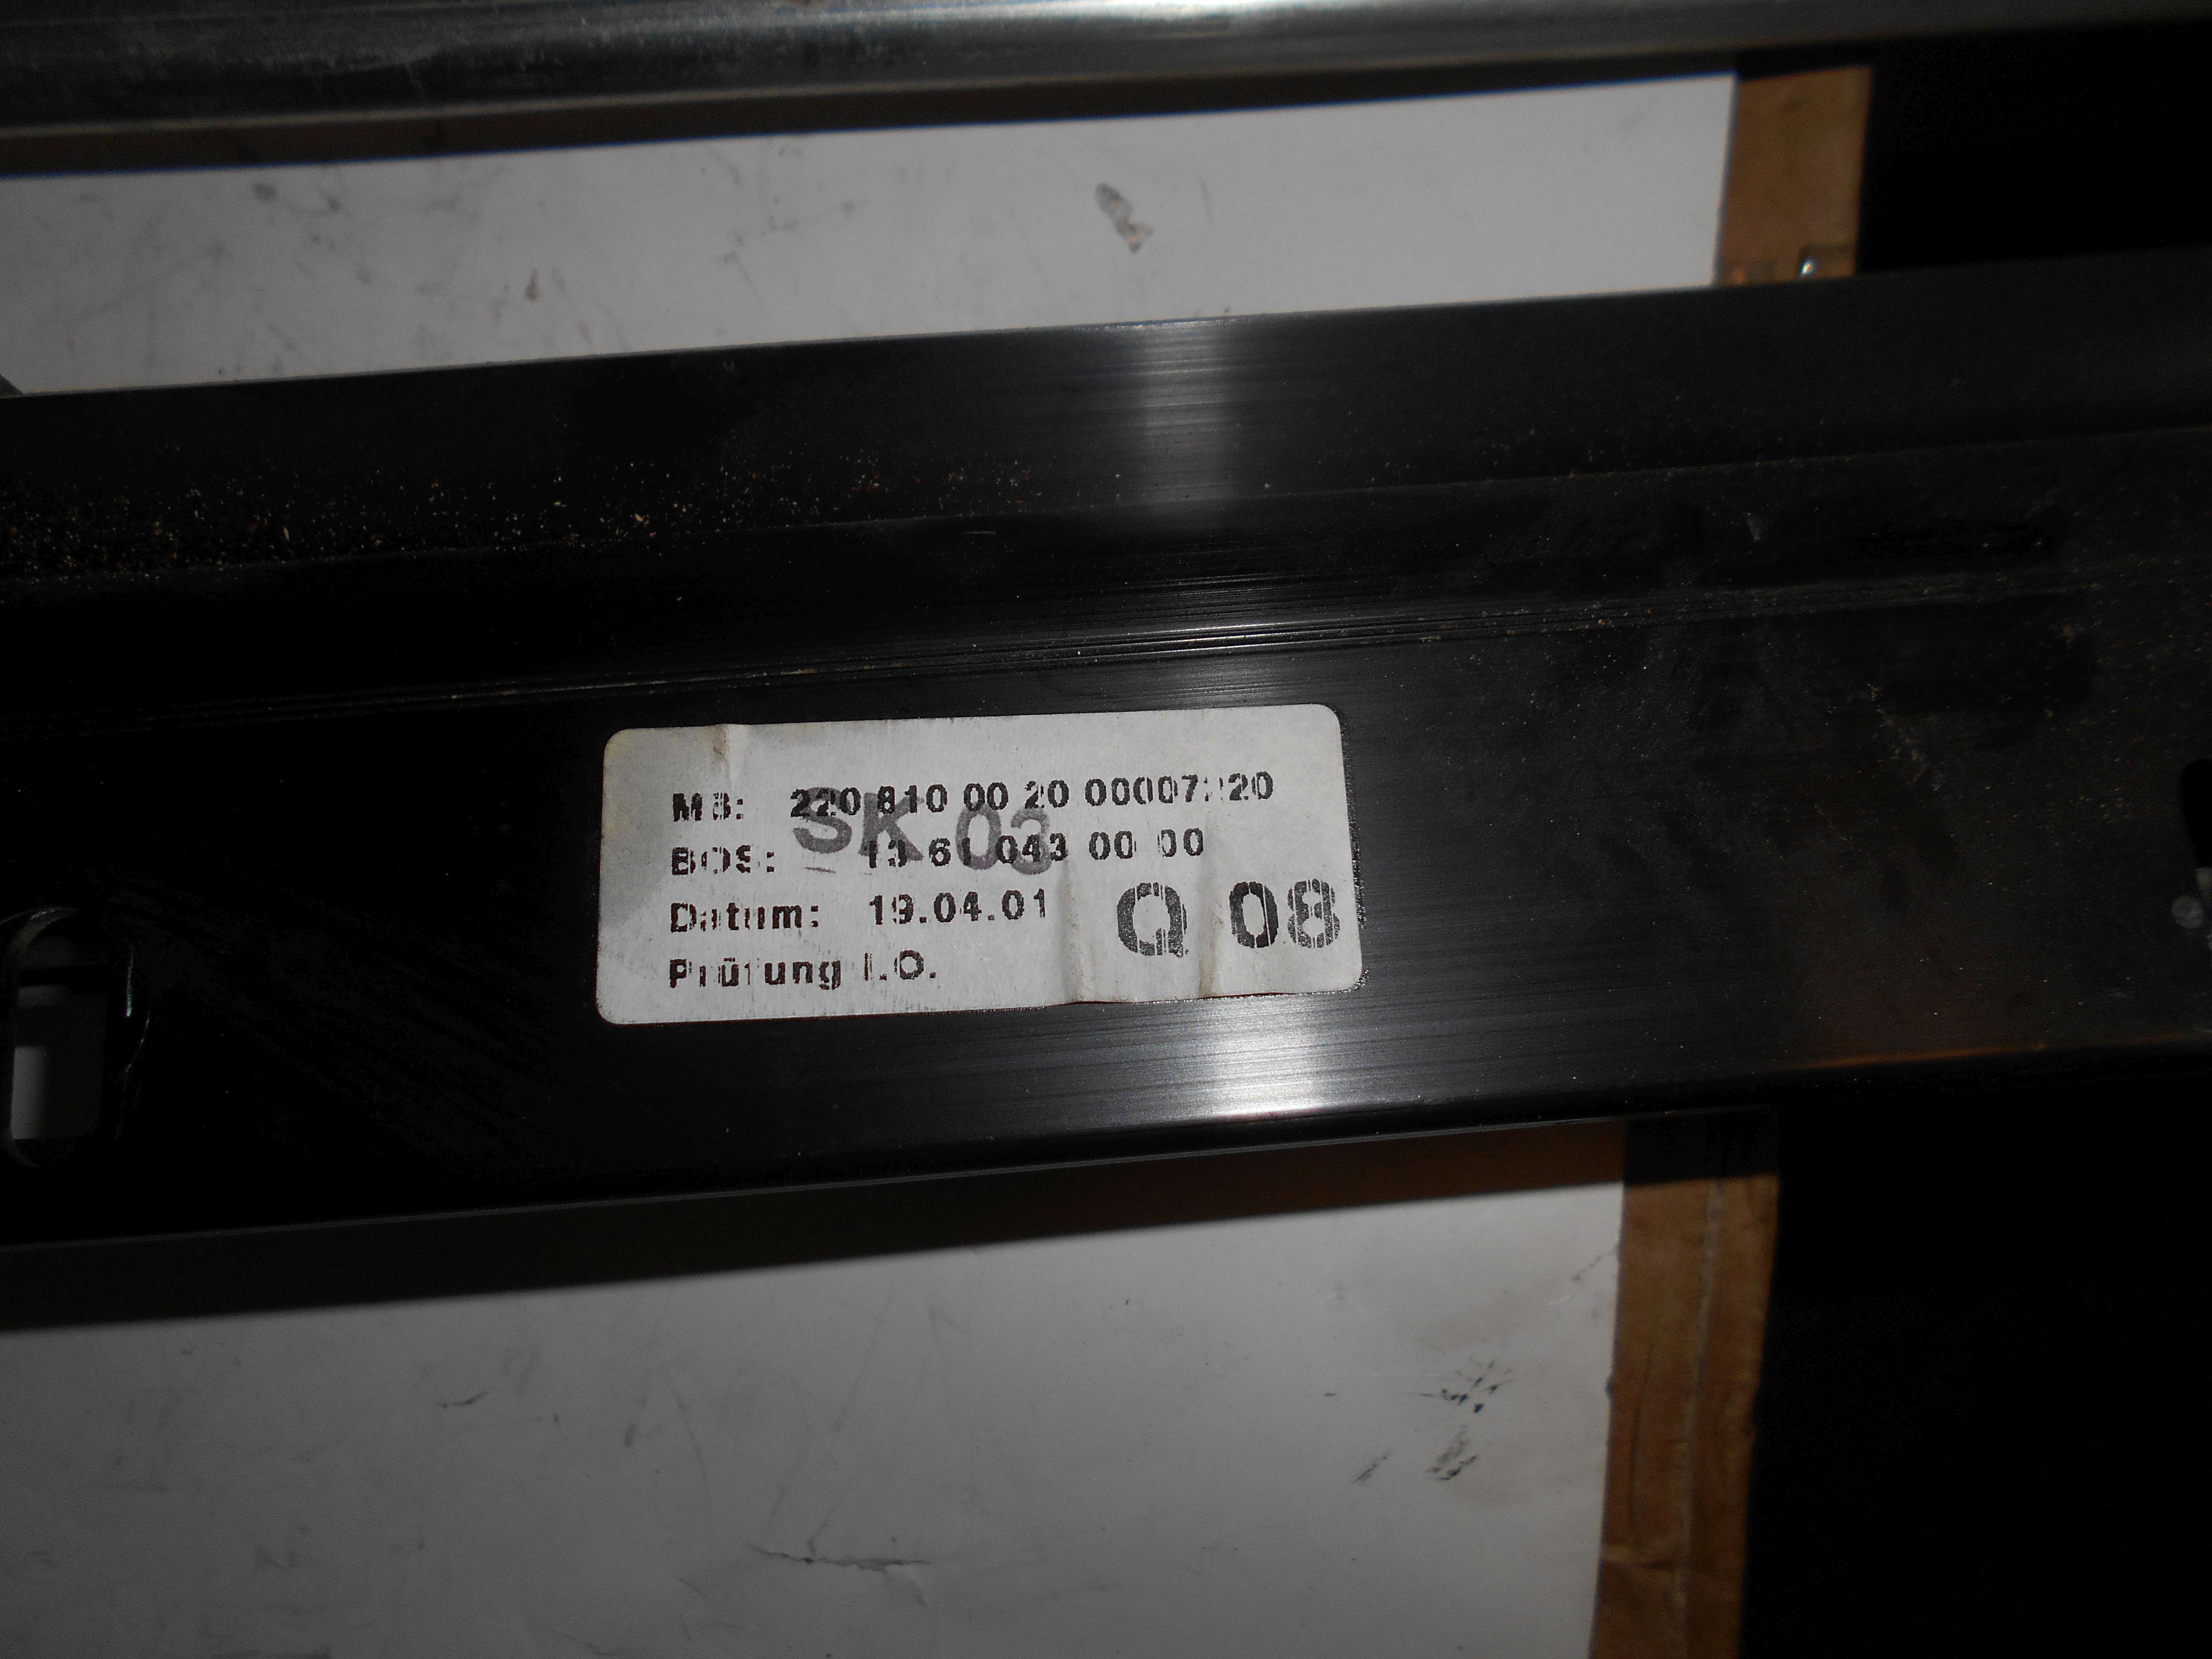 MB: 220 810 00 20
SK 03
BOS: 13 61 043 00 00
Datum: 19.04.01
Q 08
Prüfung I.O.